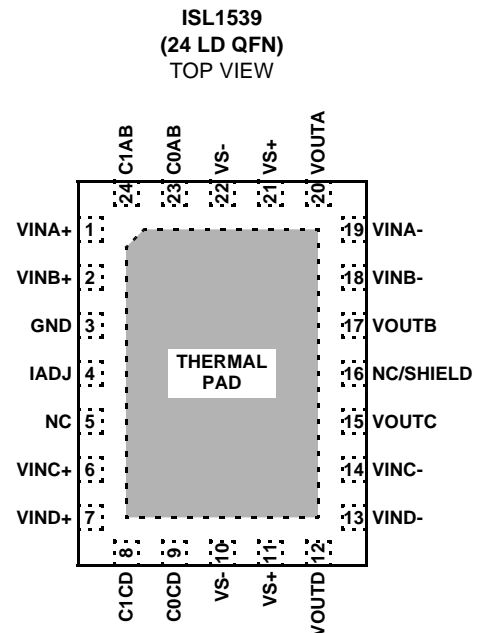 ISL1539
(24 LD QFN)
TOP VIEW
24 C1AB
23 C0AB
22 VS-
21 VS+
20 VOUTA
VINA+ 1
19 VINA-
VINB+ 2
18 VINB-
GND 3
17 VOUTB
IADJ 4
16 NC/SHIELD
THERMAL
PAD
NC 5
15 VOUTC
VINC+ 6
14 VINC-
VIND+ 7
13 VIND-
C1CD 8
C0CD 9
VS- 10
VS+ 11
VOUTD 12